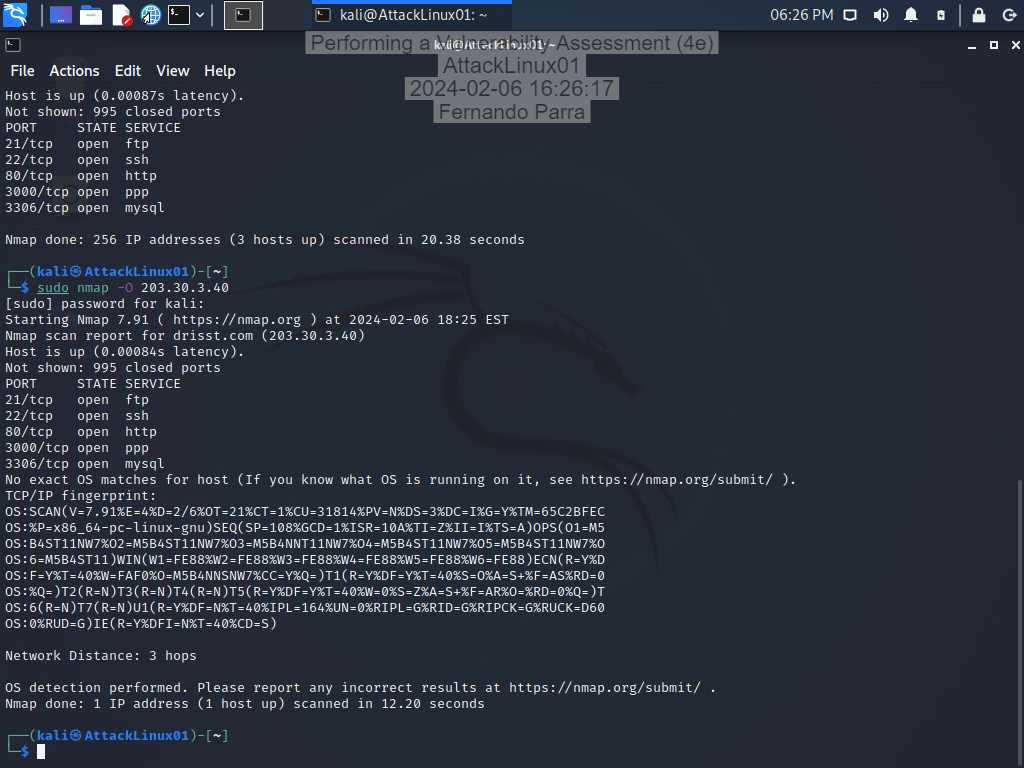 06:26 PM
kali@AttackLinux01: ~
kali@AttackLinux01: ~
Performing a Vulnerability Assessment (4e)
AttackLinux01
2024-02-06 16:26:17
Fernando Parra
File Actions Edit View Help
Host is up (0.00087s latency).
Not shown: 995 closed ports
PORT     STATE SERVICE
21/tcp   open  ftp
22/tcp   open  ssh
80/tcp   open  http
3000/tcp open  ppp
3306/tcp open  mysql
Nmap done: 256 IP addresses (3 hosts up) scanned in 20.38 seconds
┌──(kali㉿AttackLinux01)-[~]
└─$ sudo nmap -O 203.30.3.40
[sudo] password for kali:
Starting Nmap 7.91 ( https://nmap.org ) at 2024-02-06 18:25 EST
Nmap scan report for drisst.com (203.30.3.40)
Host is up (0.00084s latency).
Not shown: 995 closed ports
PORT     STATE SERVICE
21/tcp   open  ftp
22/tcp   open  ssh
80/tcp   open  http
3000/tcp open  ppp
3306/tcp open  mysql
No exact OS matches for host (If you know what OS is running on it, see https://nmap.org/submit/ ).
TCP/IP fingerprint:
OS:SCAN(V=7.91%E=4%D=2/6%OT=21%CT=1%CU=31814%PV=N%DS=3%DC=I%G=Y%TM=65C2BFEC
OS:%P=x86_64-pc-linux-gnu)SEQ(SP=108%GCD=1%ISR=10A%TI=Z%II=I%TS=A)OPS(O1=M5
OS:B4ST11NW7%O2=M5B4ST11NW7%O3=M5B4NNT11NW7%O4=M5B4ST11NW7%O5=M5B4ST11NW7%O
OS:6=M5B4ST11)WIN(W1=FE88%W2=FE88%W3=FE88%W4=FE88%W5=FE88%W6=FE88)ECN(R=Y%D
OS:F=Y%T=40%W=FAF0%O=M5B4NNSNW7%CC=Y%Q=)T1(R=Y%DF=Y%T=40%S=O%A=S+%F=AS%RD=0
OS:%Q=)T2(R=N)T3(R=N)T4(R=N)T5(R=Y%DF=Y%T=40%W=0%S=Z%A=S+%F=AR%O=%RD=0%Q=)T
OS:6(R=N)T7(R=N)U1(R=Y%DF=N%T=40%IPL=164%UN=0%RIPL=G%RID=G%RIPCK=G%RUCK=D60
OS:0%RUD=G)IE(R=Y%DFI=N%T=40%CD=S)
Network Distance: 3 hops
OS detection performed. Please report any incorrect results at https://nmap.org/submit/ .
Nmap done: 1 IP address (1 host up) scanned in 12.20 seconds
┌──(kali㉿AttackLinux01)-[~]
└─$